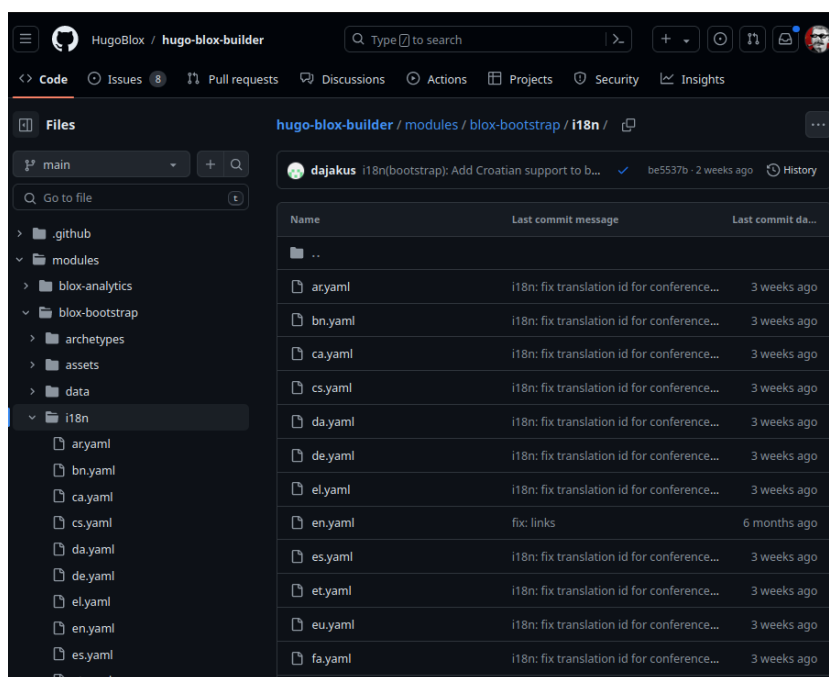 HugoBlox / hugo-blox-builder
Type / to search
Code
Issues 8
Pull requests
Discussions
Actions
Projects
Security
Insights
Files
main
Go to file
t
.github
modules
blox-analytics
blox-bootstrap
archetypes
assets
data
i18n
ar.yaml
bn.yaml
ca.yaml
cs.yaml
da.yaml
de.yaml
el.yaml
en.yaml
es.yaml
hugo-blox-builder / modules / blox-bootstrap / i18n /
dajakus i18n(bootstrap): Add Croatian support to b... be5537b · 2 weeks ago History
Name Last commit message Last commit da...
..
ar.yaml i18n: fix translation id for conference... 3 weeks ago
bn.yaml i18n: fix translation id for conference... 3 weeks ago
ca.yaml i18n: fix translation id for conference... 3 weeks ago
cs.yaml i18n: fix translation id for conference... 3 weeks ago
da.yaml i18n: fix translation id for conference... 3 weeks ago
de.yaml i18n: fix translation id for conference... 3 weeks ago
el.yaml i18n: fix translation id for conference... 3 weeks ago
en.yaml fix: links 6 months ago
es.yaml i18n: fix translation id for conference... 3 weeks ago
et.yaml i18n: fix translation id for conference... 3 weeks ago
eu.yaml i18n: fix translation id for conference... 3 weeks ago
fa.yaml i18n: fix translation id for conference... 3 weeks ago